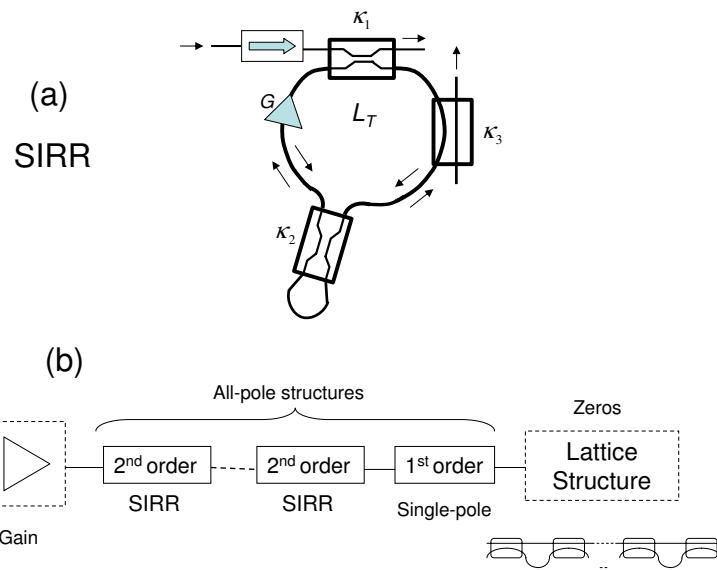 κ1
(a)
G
LT
κ3
SIRR
κ2
(b)
All-pole structures
Zeros
2nd order
2nd order
1st order
Lattice
Structure
SIRR
SIRR
Single-pole
Gain